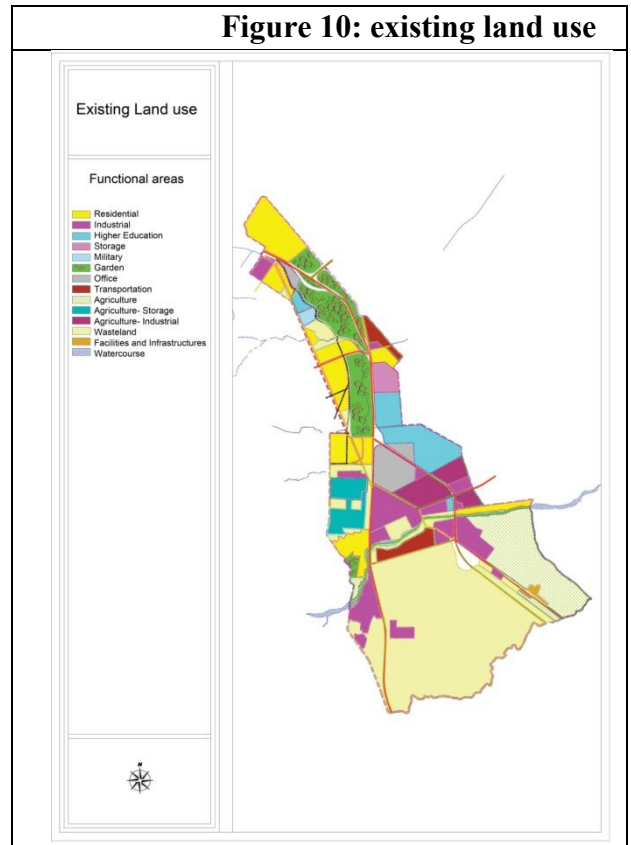 Figure 10: existing land use
Existing Land use
Functional areas
Residential
Industrial
Higher Education
Storage
Military
Garden
Office
Transportation
Agriculture
Agriculture- Storage
Agriculture- Industrial
Wasteland
Facilities and Infrastructures
Watercourse
N